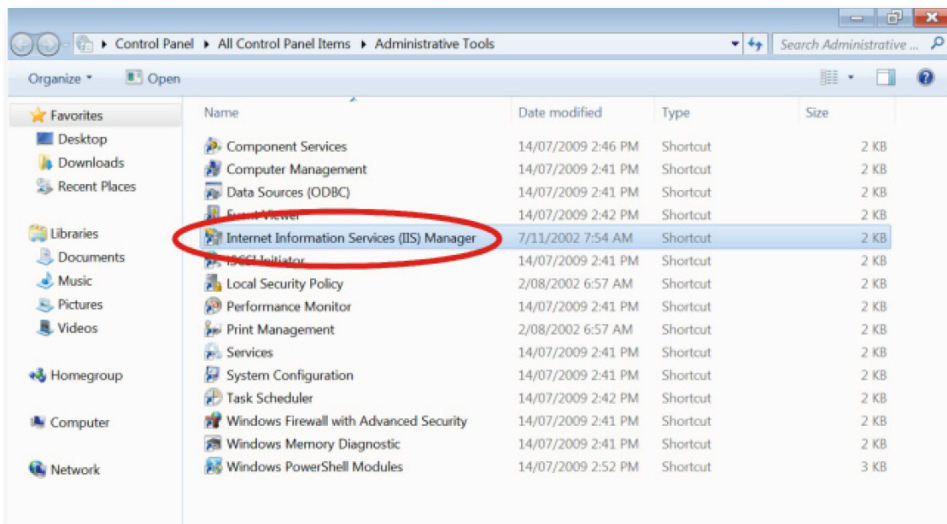 Control Panel ▸ All Control Panel Items ▸ Administrative Tools
Search Administrative ...
Organize Open
Favorites
Desktop
Downloads
Recent Places
Libraries
Documents
Music
Pictures
Videos
Homegroup
Computer
Network
Name Date modified Type Size
Component Services 14/07/2009 2:46 PM Shortcut 2 KB
Computer Management 14/07/2009 2:41 PM Shortcut 2 KB
Data Sources (ODBC) 14/07/2009 2:41 PM Shortcut 2 KB
Event Viewer 14/07/2009 2:42 PM Shortcut 2 KB
Internet Information Services (IIS) Manager 7/11/2002 7:54 AM Shortcut 2 KB
iSCSI Initiator 14/07/2009 2:41 PM Shortcut 2 KB
Local Security Policy 2/08/2002 6:57 AM Shortcut 2 KB
Performance Monitor 14/07/2009 2:41 PM Shortcut 2 KB
Print Management 2/08/2002 6:57 AM Shortcut 2 KB
Services 14/07/2009 2:41 PM Shortcut 2 KB
System Configuration 14/07/2009 2:41 PM Shortcut 2 KB
Task Scheduler 14/07/2009 2:42 PM Shortcut 2 KB
Windows Firewall with Advanced Security 14/07/2009 2:41 PM Shortcut 2 KB
Windows Memory Diagnostic 14/07/2009 2:41 PM Shortcut 2 KB
Windows PowerShell Modules 14/07/2009 2:52 PM Shortcut 3 KB